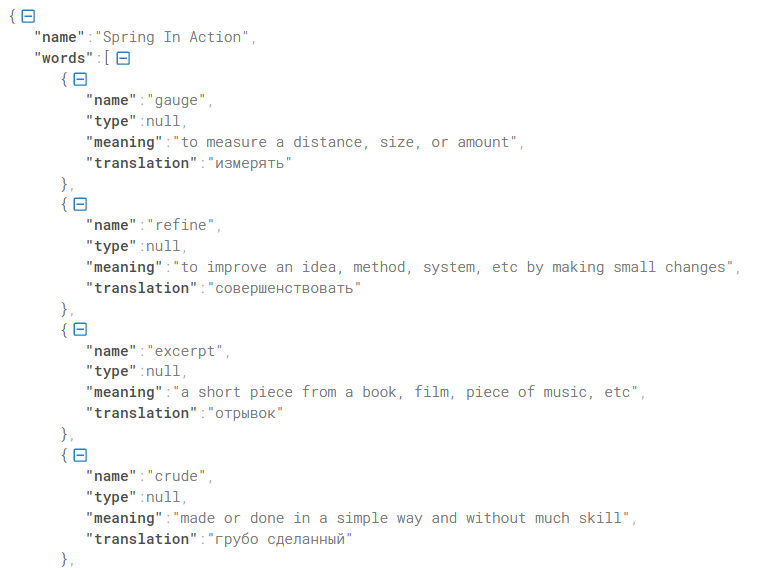 {
"name":"Spring In Action",
"words":[
{
"name":"gauge",
"type":null,
"meaning":"to measure a distance, size, or amount",
"translation":"измерять"
},
{
"name":"refine",
"type":null,
"meaning":"to improve an idea, method, system, etc by making small changes",
"translation":"совершенствовать"
},
{
"name":"excerpt",
"type":null,
"meaning":"a short piece from a book, film, piece of music, etc",
"translation":"отрывок"
},
{
"name":"crude",
"type":null,
"meaning":"made or done in a simple way and without much skill",
"translation":"грубо сделанный"
},